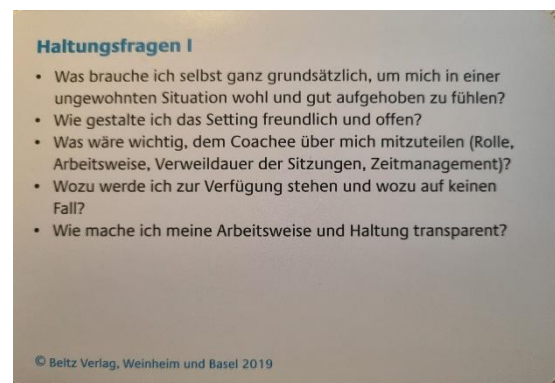 Haltungsfragen I
• Was brauche ich selbst ganz grundsätzlich, um mich in einer
ungewohnten Situation wohl und gut aufgehoben zu fühlen?
• Wie gestalte ich das Setting freundlich und offen?
• Was wäre wichtig, dem Coachee über mich mitzuteilen (Rolle,
Arbeitsweise, Verweildauer der Sitzungen, Zeitmanagement)?
• Wozu werde ich zur Verfügung stehen und wozu auf keinen
Fall?
• Wie mache ich meine Arbeitsweise und Haltung transparent?
© Beltz Verlag, Weinheim und Basel 2019